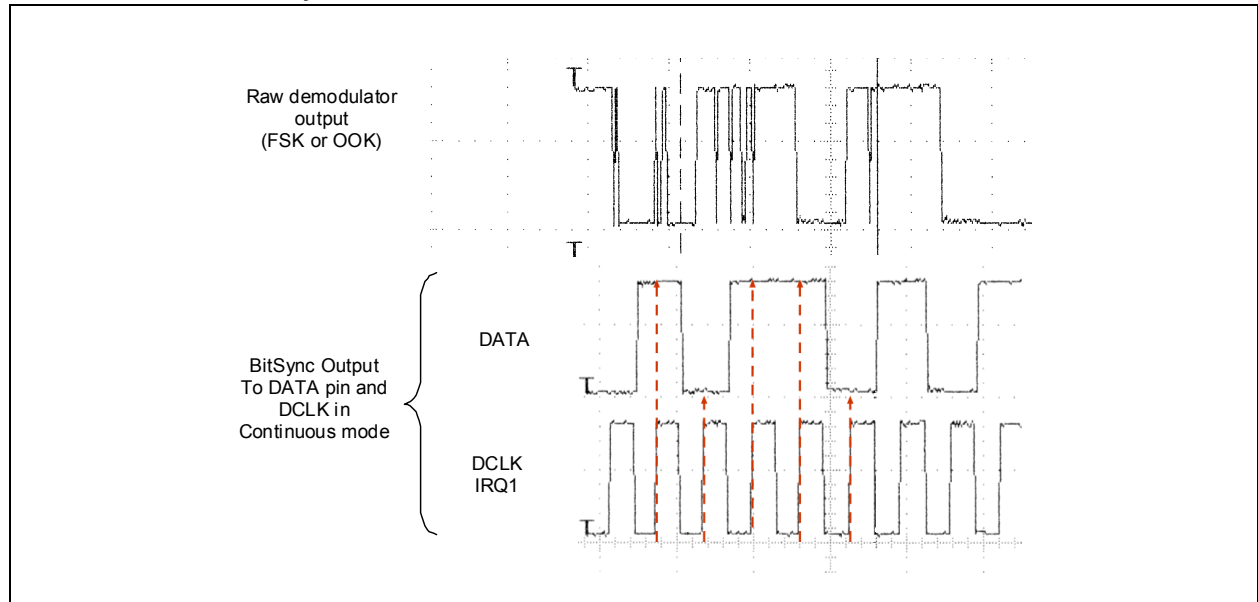 Raw demodulator
output
(FSK or OOK)
T
T
DATA
BitSync Output
To DATA pin and
DCLK in
Continuous mode
T
DCLK
IRQ1
T